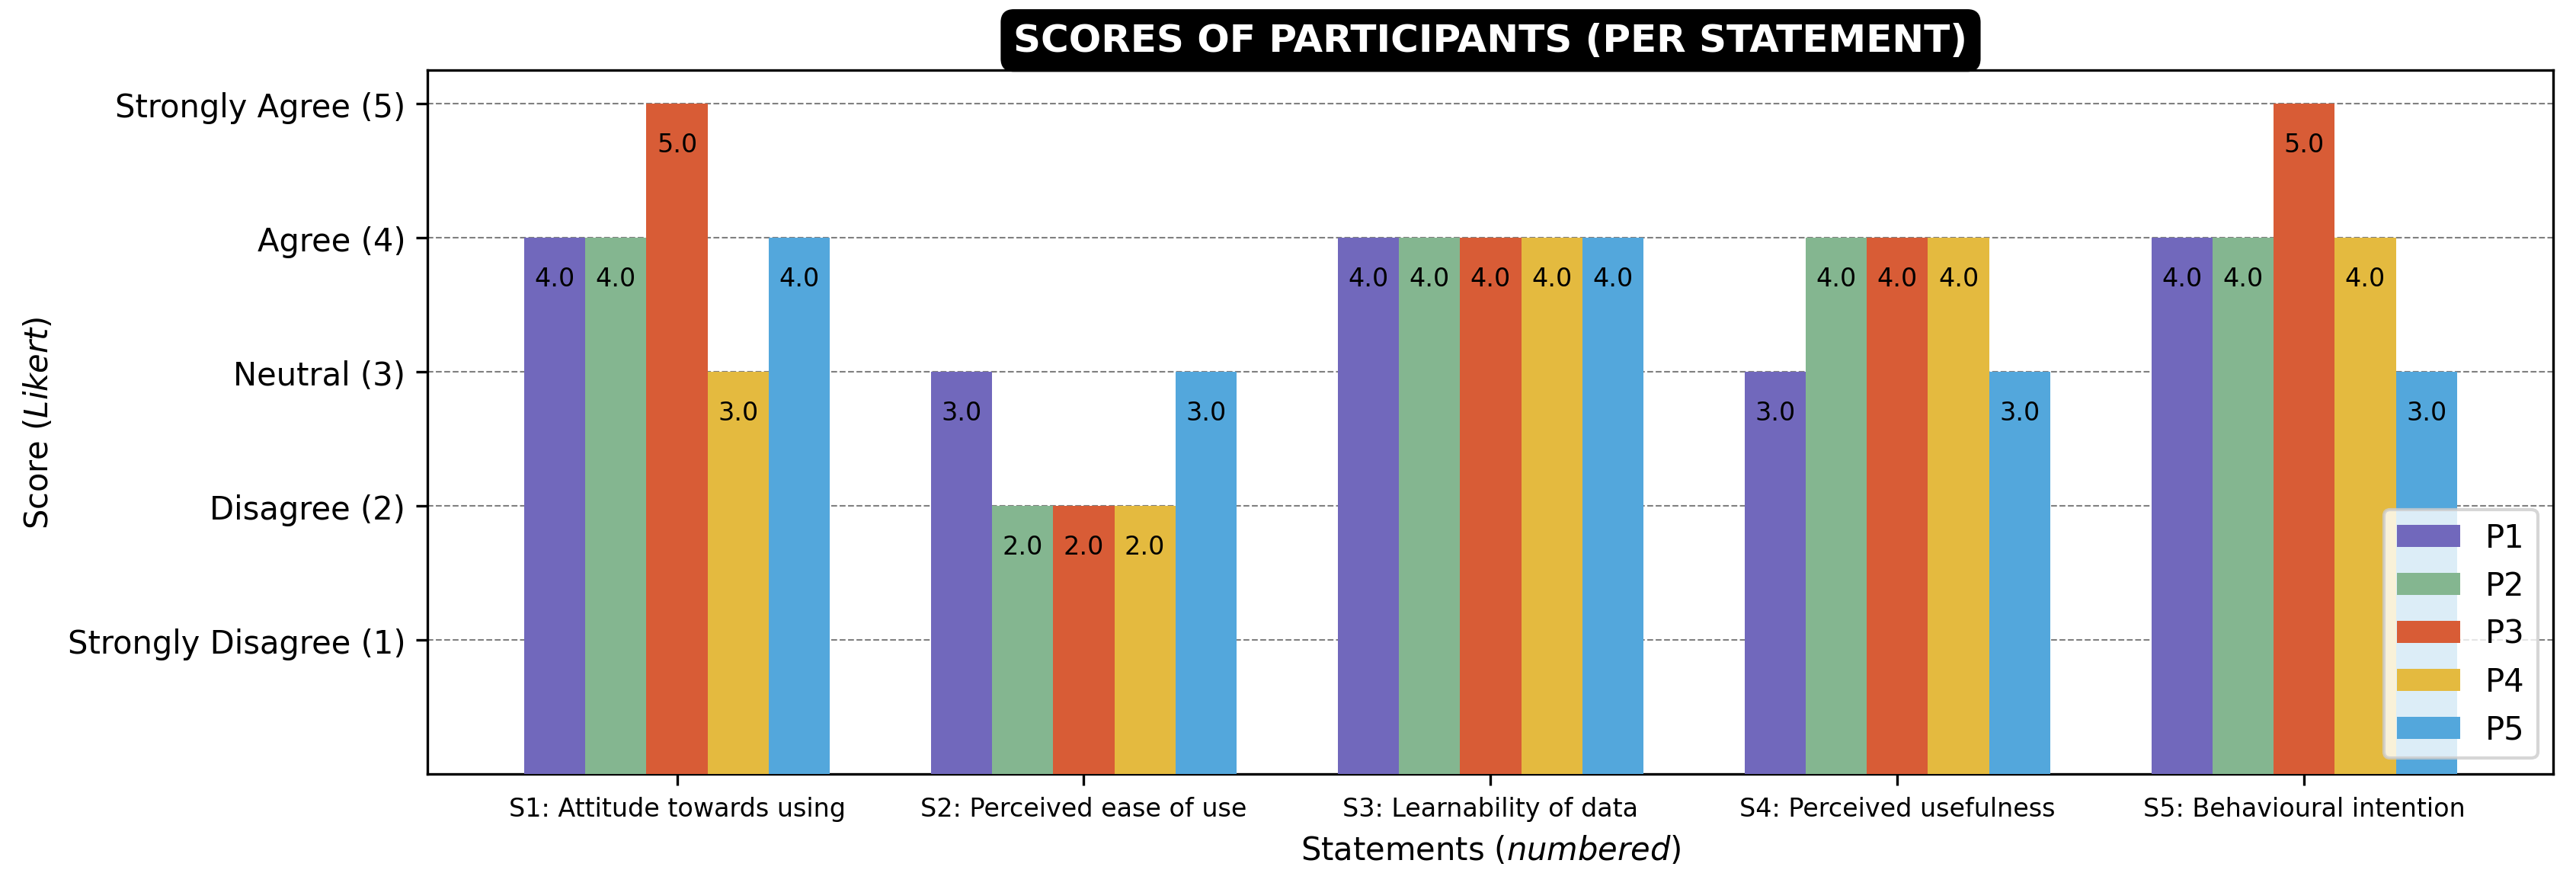 SCORES OF PARTICIPANTS (PER STATEMENT)
Score (Likert)
Strongly Agree (5)
Agree (4)
Neutral (3)
Disagree (2)
Strongly Disagree (1)
4.0 4.0 5.0 3.0 4.0
3.0 2.0 2.0 2.0 3.0
4.0 4.0 4.0 4.0 4.0
3.0 4.0 4.0 4.0 3.0
4.0 4.0 5.0 4.0 3.0
P1
P2
P3
P4
P5
S1: Attitude towards using
S2: Perceived ease of use
S3: Learnability of data
S4: Perceived usefulness
S5: Behavioural intention
Statements (numbered)